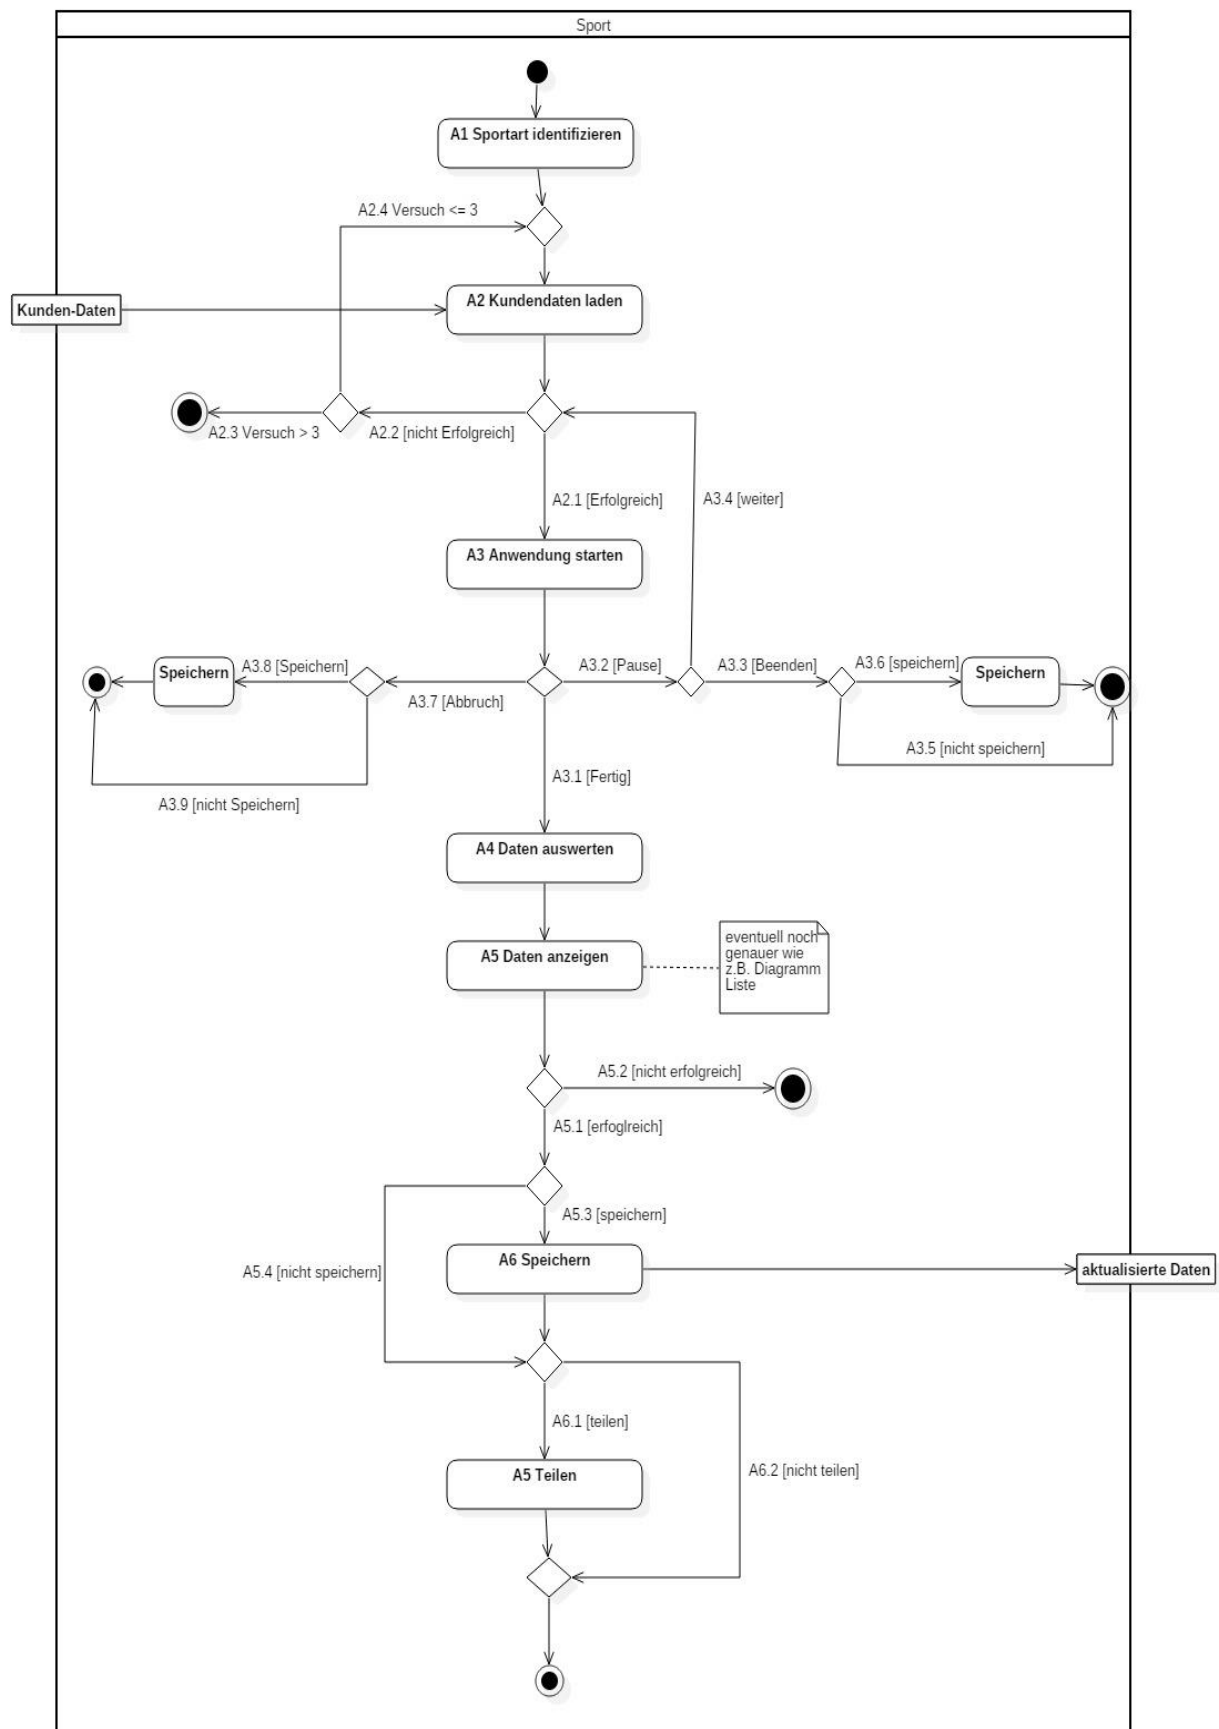 Sport
A1 Sportart identifizieren
A2.4 Versuch <= 3
A2 Kundendaten laden
Kunden-Daten
A2.3 Versuch > 3
A2.2 [nicht Erfolgreich]
A2.1 [Erfolgreich]
A3.4 [weiter]
A3 Anwendung starten
Speichern
A3.8 [Speichern]
A3.7 [Abbruch]
A3.2 [Pause]
A3.3 [Beenden]
A3.6 [speichern]
Speichern
A3.5 [nicht speichern]
A3.1 [Fertig]
A3.9 [nicht Speichern]
A4 Daten auswerten
A5 Daten anzeigen
eventuell noch
genauer wie
z.B. Diagramm
Liste
A5.2 [nicht erfolgreich]
A5.1 [erfoglreich]
A5.3 [speichern]
A5.4 [nicht speichern]
A6 Speichern
aktualisierte Daten
A6.1 [teilen]
A6.2 [nicht teilen]
A5 Teilen